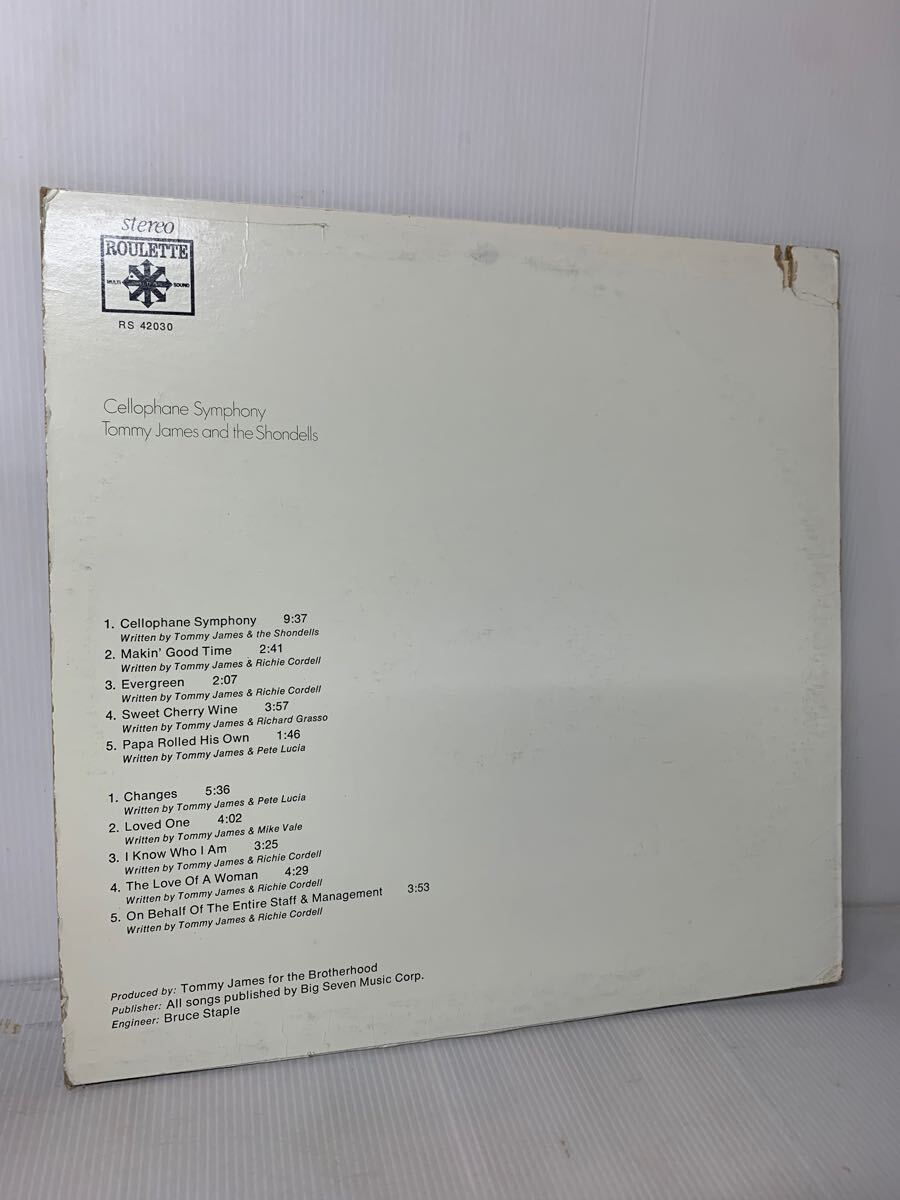 stereo
ROULETTE
MULTI SOUND
RS 42030
Cellophane Symphony
Tommy James and the Shondells
1. Cellophane Symphony 9:37
Written by Tommy James & the Shondells
2. Makin' Good Time 2:41
Written by Tommy James & Richie Cordell
3. Evergreen 2:07
Written by Tommy James & Richie Cordell
4. Sweet Cherry Wine 3:57
Written by Tommy James & Richard Grasso
5. Papa Rolled His Own 1:46
Written by Tommy James & Pete Lucia
1. Changes 5:36
Written by Tommy James & Pete Lucia
2. Loved One 4:02
Written by Tommy James & Mike Vale
3. I Know Who I Am 3:25
Written by Tommy James & Richie Cordell
4. The Love Of A Woman 4:29
Written by Tommy James & Richie Cordell
5. On Behalf Of The Entire Staff & Management 3:53
Written by Tommy James & Richie Cordell
Produced by: Tommy James for the Brotherhood
Publisher: All songs published by Big Seven Music Corp.
Engineer: Bruce Staple